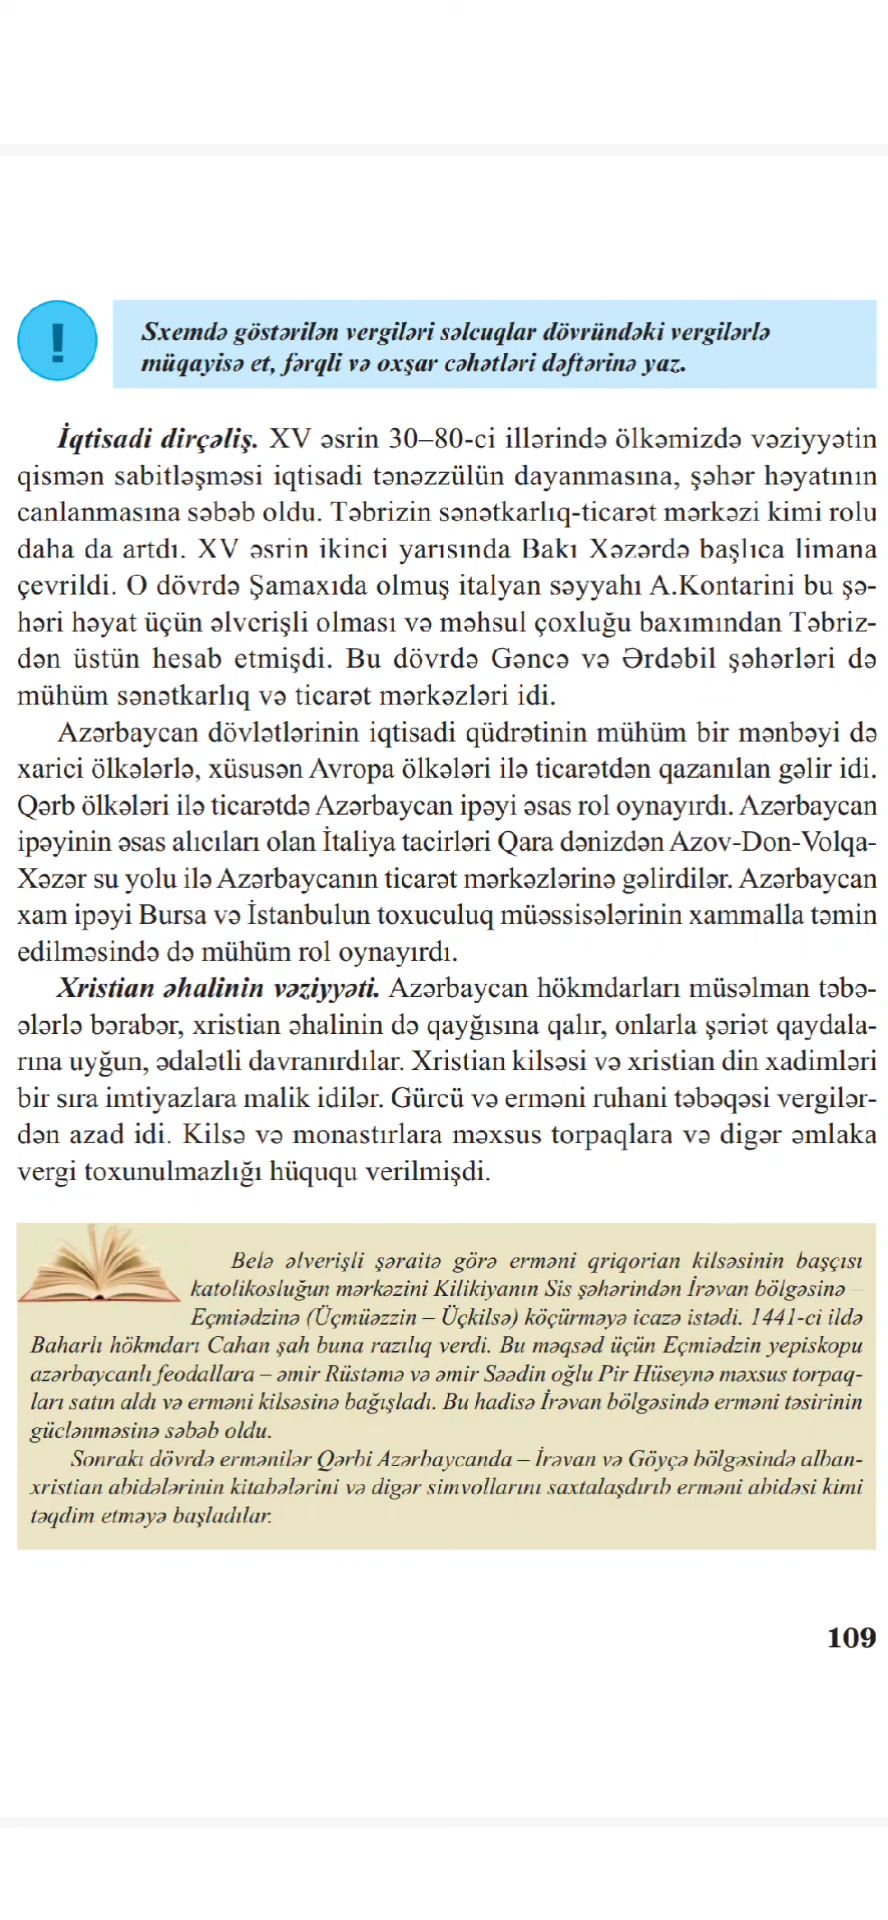 !
Sxemdə göstərilən vergiləri səlcuqlar dövründəki vergilərlə
müqayisə et, fərqli və oxşar cəhətləri dəftərinə yaz.
İqtisadi dirçəliş. XV əsrin 30–80-ci illərində ölkəmizdə vəziyyətin
qismən sabitləşməsi iqtisadi tənəzzülün dayanmasına, şəhər həyatının
canlanmasına səbəb oldu. Təbrizin sənətkarlıq-ticarət mərkəzi kimi rolu
daha da artdı. XV əsrin ikinci yarısında Bakı Xəzərdə başlıca limana
çevrildi. O dövrdə Şamaxıda olmuş italyan səyyahı A.Kontarini bu şə-
həri həyat üçün əlverişli olması və məhsul çoxluğu baxımından Təbriz-
dən üstün hesab etmişdi. Bu dövrdə Gəncə və Ərdəbil şəhərləri də
mühüm sənətkarlıq və ticarət mərkəzləri idi.
Azərbaycan dövlətlərinin iqtisadi qüdrətinin mühüm bir mənbəyi də
xarici ölkələrlə, xüsusən Avropa ölkələri ilə ticarətdən qazanılan gəlir idi.
Qərb ölkələri ilə ticarətdə Azərbaycan ipəyi əsas rol oynayırdı. Azərbaycan
ipəyinin əsas alıcıları olan İtaliya tacirləri Qara dənizdən Azov-Don-Volqa-
Xəzər su yolu ilə Azərbaycanın ticarət mərkəzlərinə gəlirdilər. Azərbaycan
xam ipəyi Bursa və İstanbulun toxuculuq müəssisələrinin xammalla təmin
edilməsində də mühüm rol oynayırdı.
Xristian əhalinin vəziyyəti. Azərbaycan hökmdarları müsəlman təbə-
ələrlə bərabər, xristian əhalinin də qayğısına qalır, onlarla şəriət qaydala-
rına uyğun, ədalətli davranırdılar. Xristian kilsəsi və xristian din xadimləri
bir sıra imtiyazlara malik idilər. Gürcü və erməni ruhani təbəqəsi vergilər-
dən azad idi. Kilsə və monastırlara məxsus torpaqlara və digər əmlaka
vergi toxunulmazlığı hüququ verilmişdi.
Belə əlverişli şəraitə görə erməni qriqorian kilsəsinin başçısı
katolikosluğun mərkəzini Kilikiyanın Sis şəhərindən İrəvan bölgəsinə –
Eçmiədzinə (Üçmüəzzin – Üçkilsə) köçürməyə icazə istədi. 1441-ci ildə
Baharlı hökmdarı Cahan şah buna razılıq verdi. Bu məqsəd üçün Eçmiədzin yepiskopu
azərbaycanlı feodallara – əmir Rüstəmə və əmir Səədin oğlu Pir Hüseynə məxsus torpaq-
ları satın aldı və erməni kilsəsinə bağışladı. Bu hadisə İrəvan bölgəsində erməni təsirinin
güclənməsinə səbəb oldu.
Sonrakı dövrdə ermənilər Qərbi Azərbaycanda – İrəvan və Göyçə bölgəsində alban-
xristian abidələrinin kitabələrini və digər simvollarını saxtalaşdırıb erməni abidəsi kimi
təqdim etməyə başladılar.
109